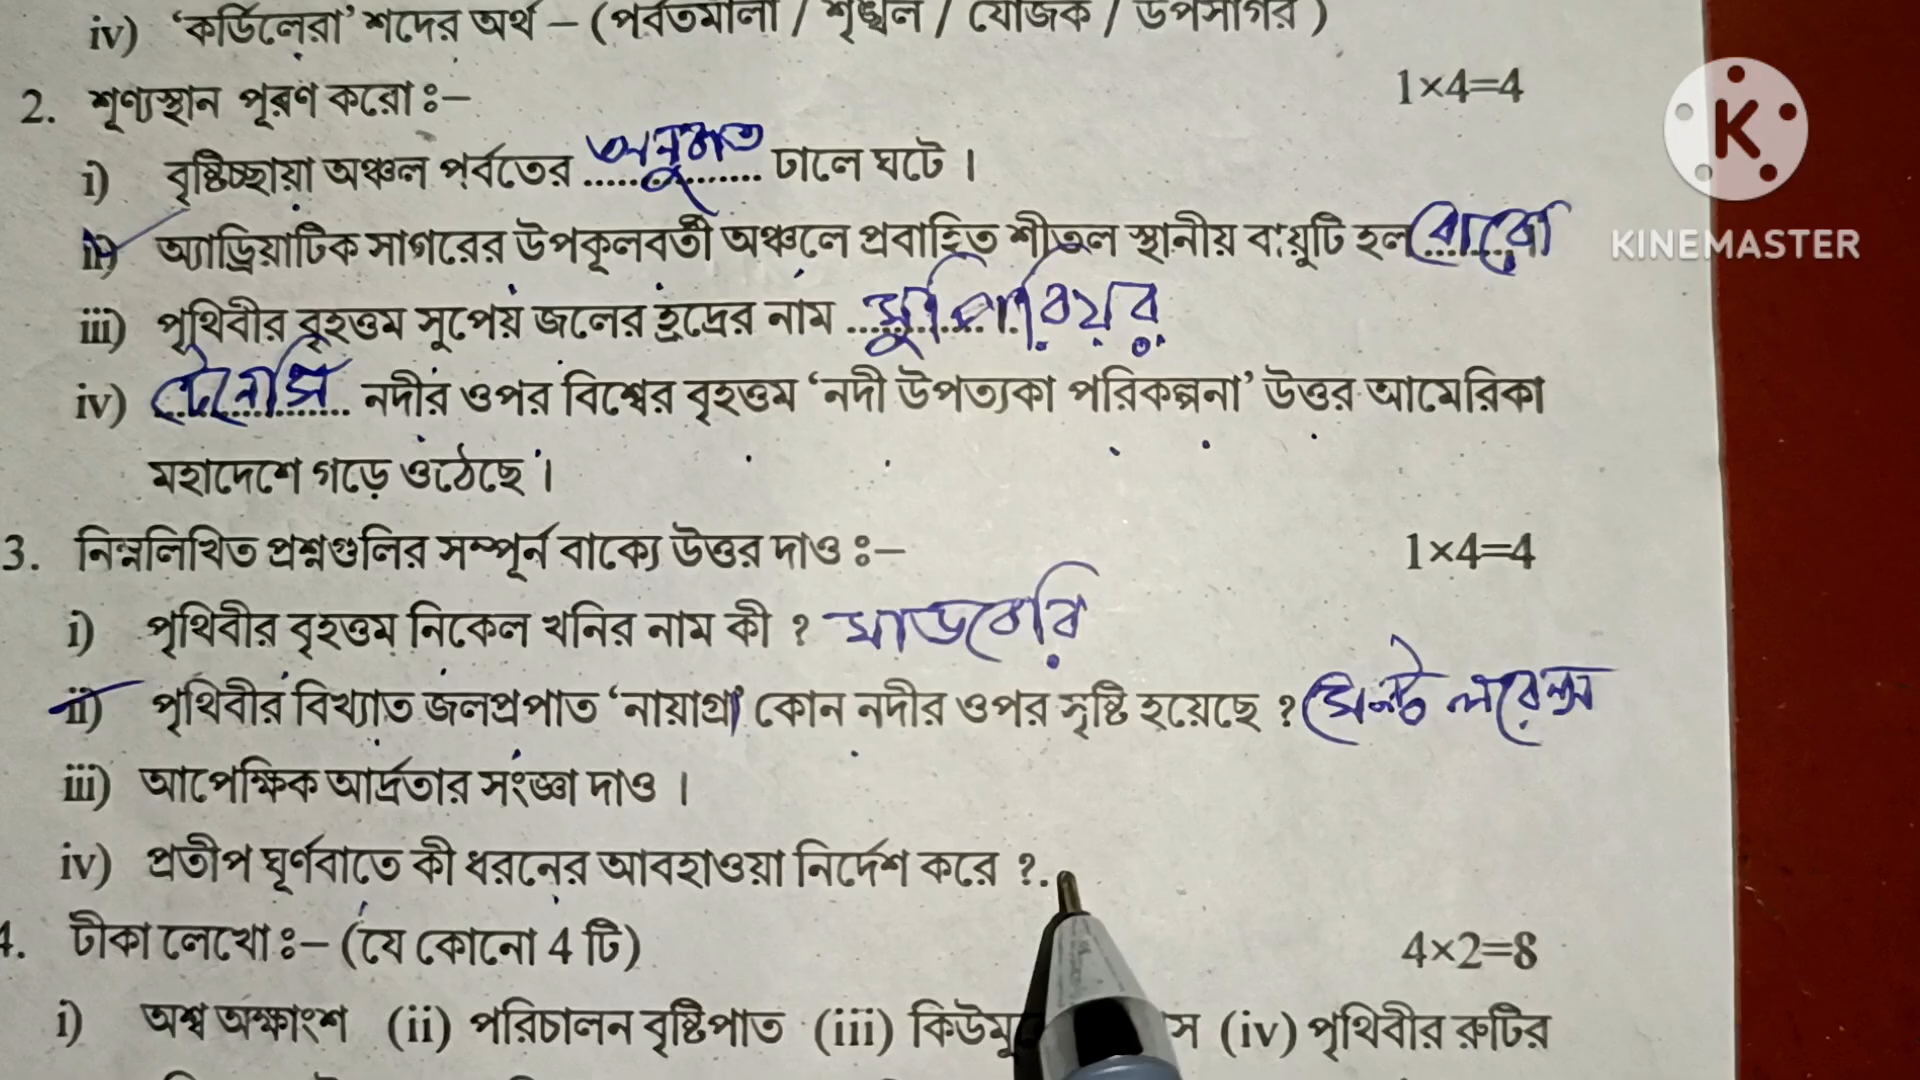 iv) 'কর্ডিলেরা' শব্দের অর্থ – (পর্বতমালা / শৃঙ্খল / যোজক / উপসাগর)
2. শূণ্যস্থান পূরণ করো ঃ– 1×4=4
i) বৃষ্টিচ্ছায়া অঞ্চল পর্বতের অনুবাত ঢালে ঘটে ।
ii) অ্যাড্রিয়াটিক সাগরের উপকূলবর্তী অঞ্চলে প্রবাহিত শীতল স্থানীয় বায়ুটি হল বোরো
KINEMASTER
iii) পৃথিবীর বৃহত্তম সুপেয় জলের হ্রদের নাম সুপিরিয়র
iv) টেনেসি নদীর ওপর বিশ্বের বৃহত্তম 'নদী উপত্যকা পরিকল্পনা' উত্তর আমেরিকা
মহাদেশে গড়ে ওঠেছে ।
3. নিম্নলিখিত প্রশ্নগুলির সম্পূর্ন বাক্যে উত্তর দাও ঃ– 1×4=4
i) পৃথিবীর বৃহত্তম নিকেল খনির নাম কী ? সাডবেরি
ii) পৃথিবীর বিখ্যাত জলপ্রপাত 'নায়াগ্রা' কোন নদীর ওপর সৃষ্টি হয়েছে ? সেন্ট লরেন্স
iii) আপেক্ষিক আর্দ্রতার সংজ্ঞা দাও ।
iv) প্রতীপ ঘূর্ণবাতে কী ধরনের আবহাওয়া নির্দেশ করে ?.
4. টীকা লেখো ঃ– (যে কোনো 4 টি) 4×2=8
i) অশ্ব অক্ষাংশ (ii) পরিচালন বৃষ্টিপাত (iii) (iv) পৃথিবীর রুটির